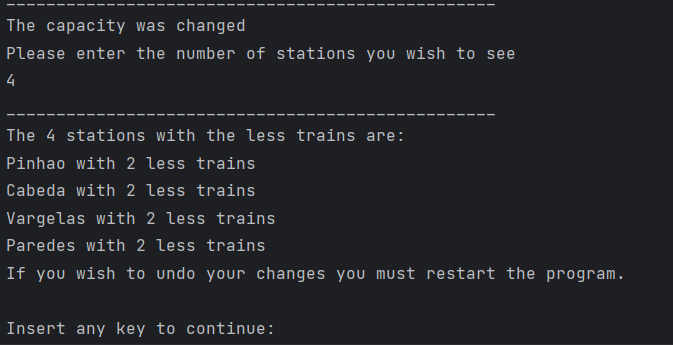 _________________________________________________
The capacity was changed
Please enter the number of stations you wish to see
4
_________________________________________________
The 4 stations with the less trains are:
Pinhao with 2 less trains
Cabeda with 2 less trains
Vargelas with 2 less trains
Paredes with 2 less trains
If you wish to undo your changes you must restart the program.
Insert any key to continue: